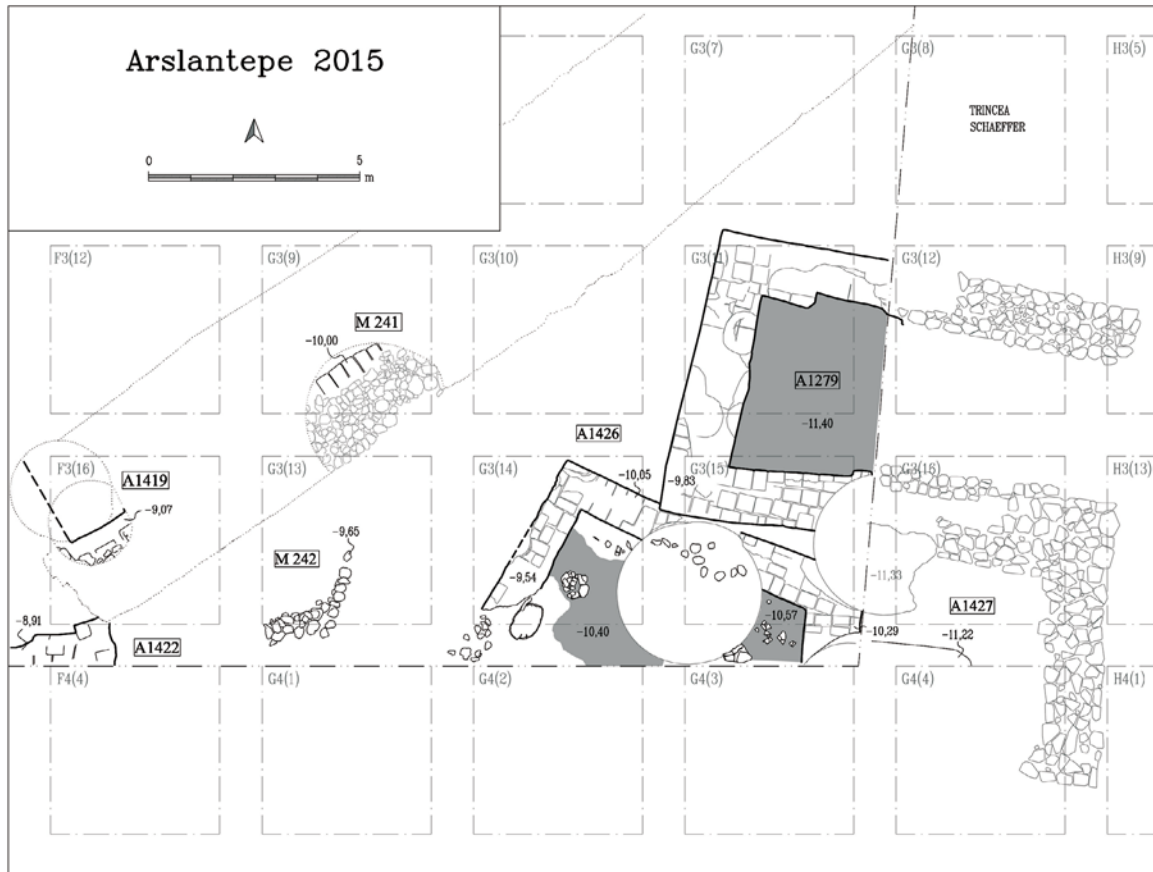 Arslantepe 2015
0 5
m
G3(7) G3(8) H3(5)
TRINCEA
SCHAEFFER
F3(12) G3(9) G3(10) G3(11) G3(12) H3(9)
M 241
-10,00
A1279
-11,40
A1426
F3(16) G3(13) G3(14) G3(15) G3(16) H3(13)
A1419
-10,05
-9,83
-9,07
-9,65
M 242
-9,54
-11,33
-8,91
A1422
-10,40
-10,57
A1427
-10,29
-11,22
F4(4) G4(1) G4(2) G4(3) G4(4) H4(1)